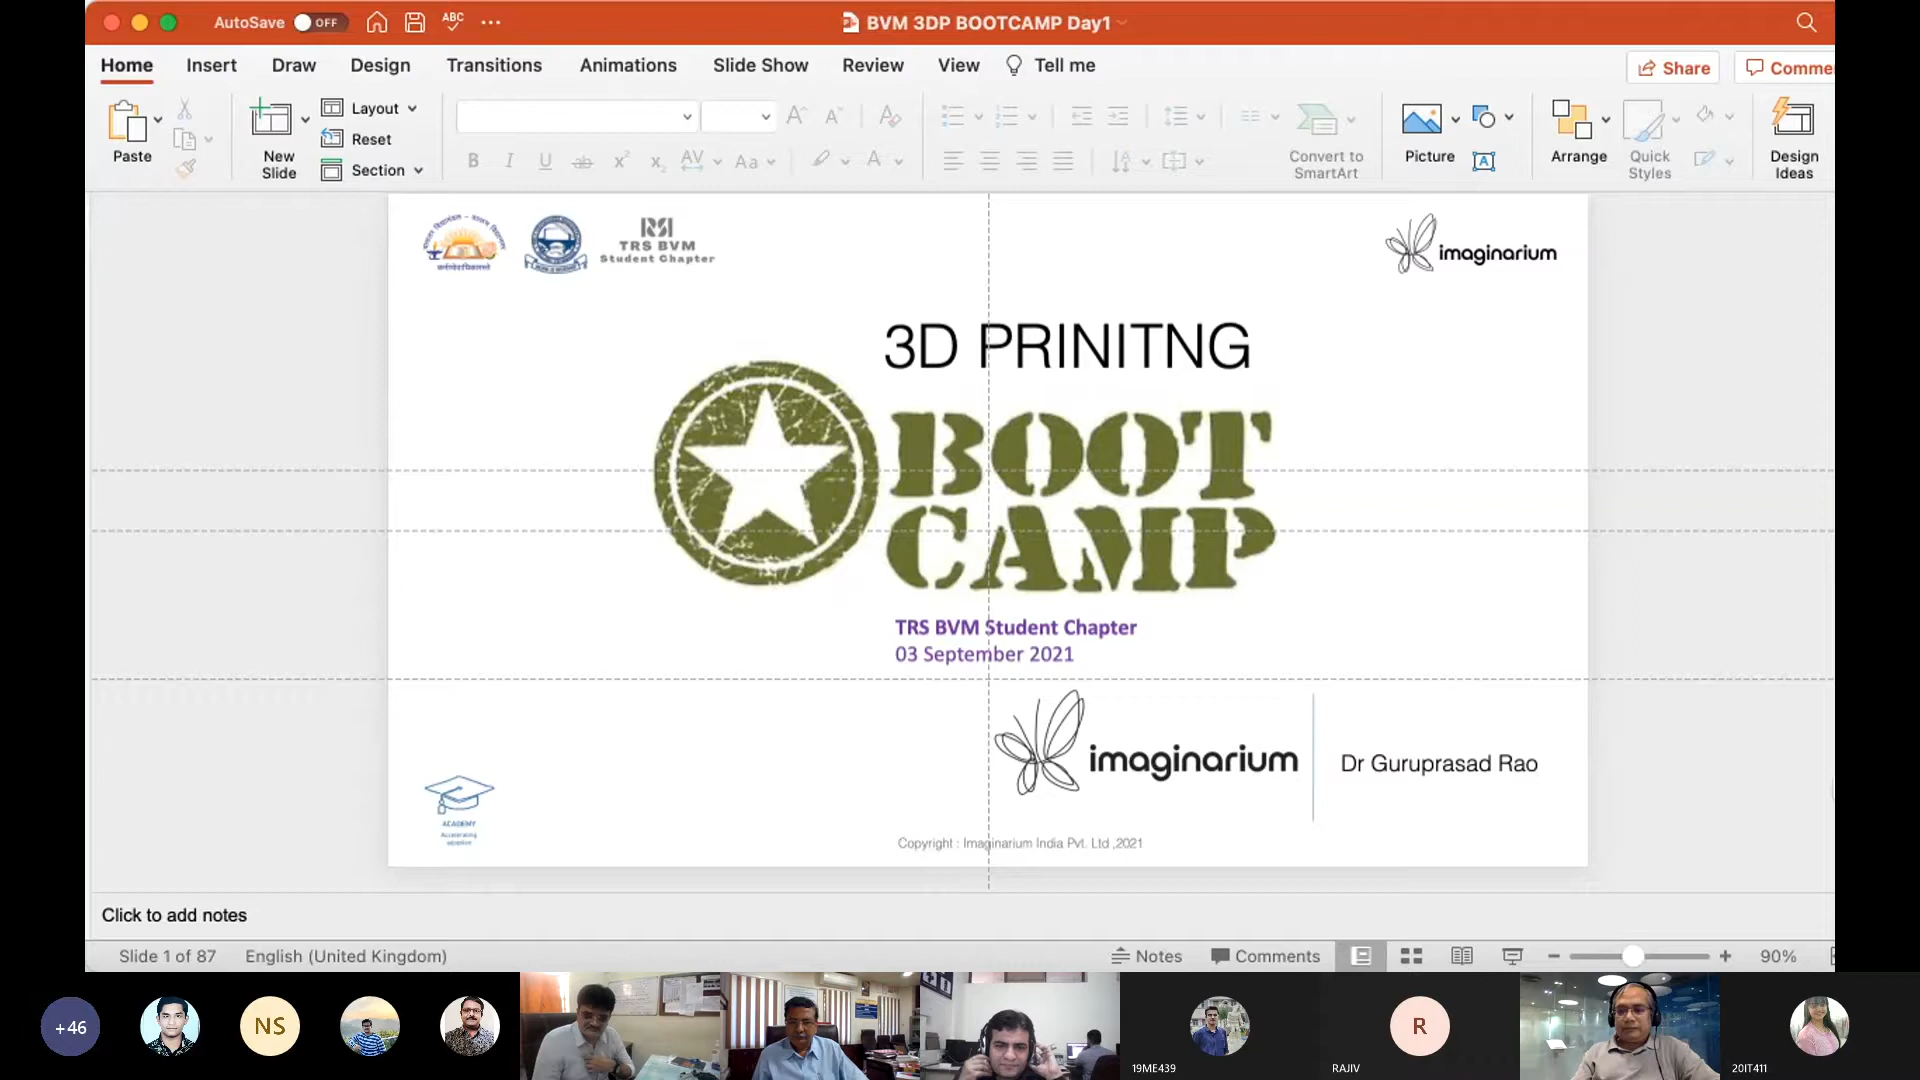 AutoSave OFF ABC BVM 3DP BOOTCAMP Day1
Home Insert Draw Design Transitions Animations Slide Show Review View Tell me Share Comme
Paste
New
Slide
Layout
Reset
Section
Convert to
SmartArt
Picture
Arrange
Quick
Styles
Design
Ideas
TRS BVM
Student Chapter
imaginarium
3D PRINITNG
BOOT
CAMP
TRS BVM Student Chapter
03 September 2021
imaginarium
Dr Guruprasad Rao
ACADEMY
Accelerating
adoption
Copyright : Imaginarium India Pvt. Ltd ,2021
Click to add notes
Slide 1 of 87 English (United Kingdom) Notes Comments 90%
+46
NS
R
19ME439
RAJIV
20IT411